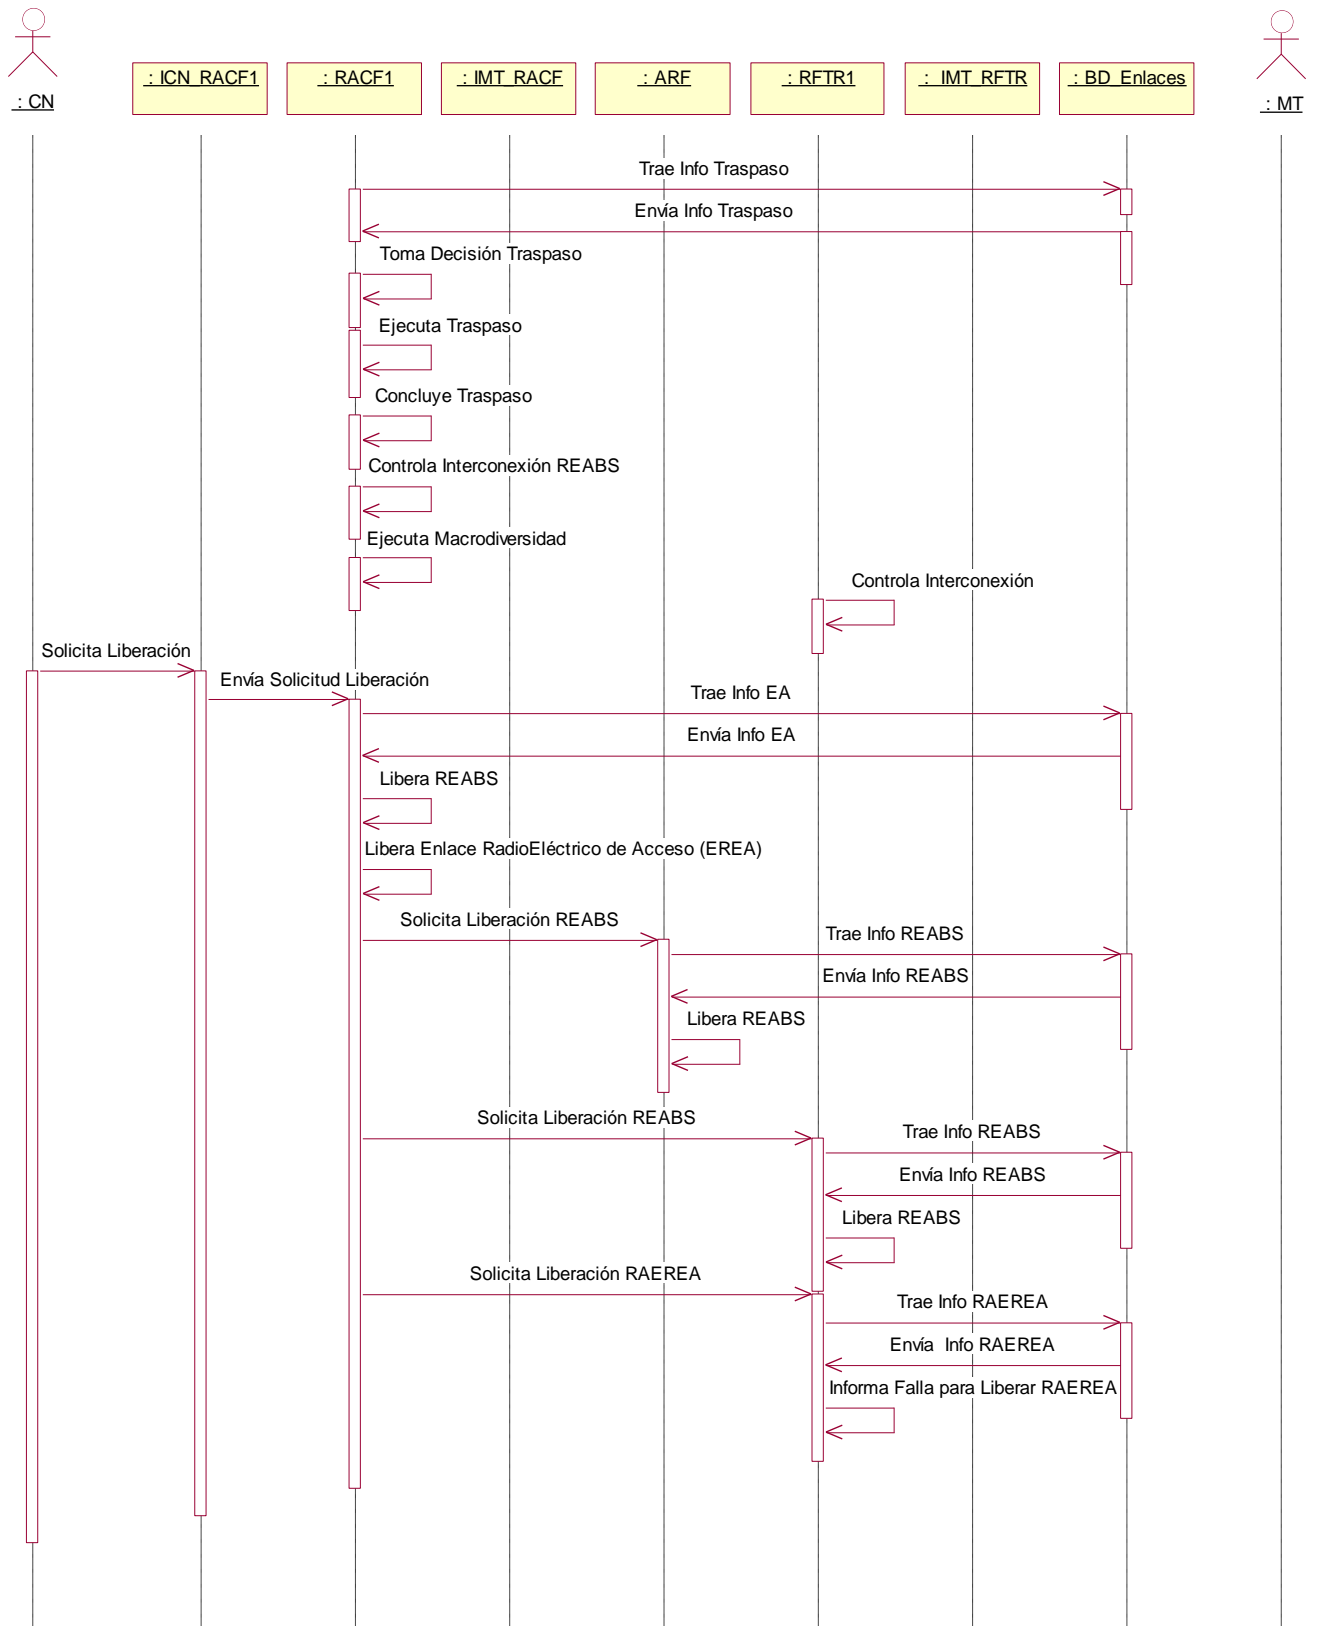 : CN
: ICN_RACF1
: RACF1
: IMT_RACF
: ARF
: RFTR1
: IMT_RFTR
: BD_Enlaces
: MT
Trae Info Traspaso
Envía Info Traspaso
Toma Decisión Traspaso
Ejecuta Traspaso
Concluye Traspaso
Controla Interconexión REABS
Ejecuta Macrodiversidad
Controla Interconexión
Solicita Liberación
Envía Solicitud Liberación
Trae Info EA
Envía Info EA
Libera REABS
Libera Enlace RadioEléctrico de Acceso (EREA)
Solicita Liberación REABS
Trae Info REABS
Envía Info REABS
Libera REABS
Solicita Liberación REABS
Trae Info REABS
Envía Info REABS
Libera REABS
Solicita Liberación RAEREA
Trae Info RAEREA
Envía Info RAEREA
Informa Falla para Liberar RAEREA